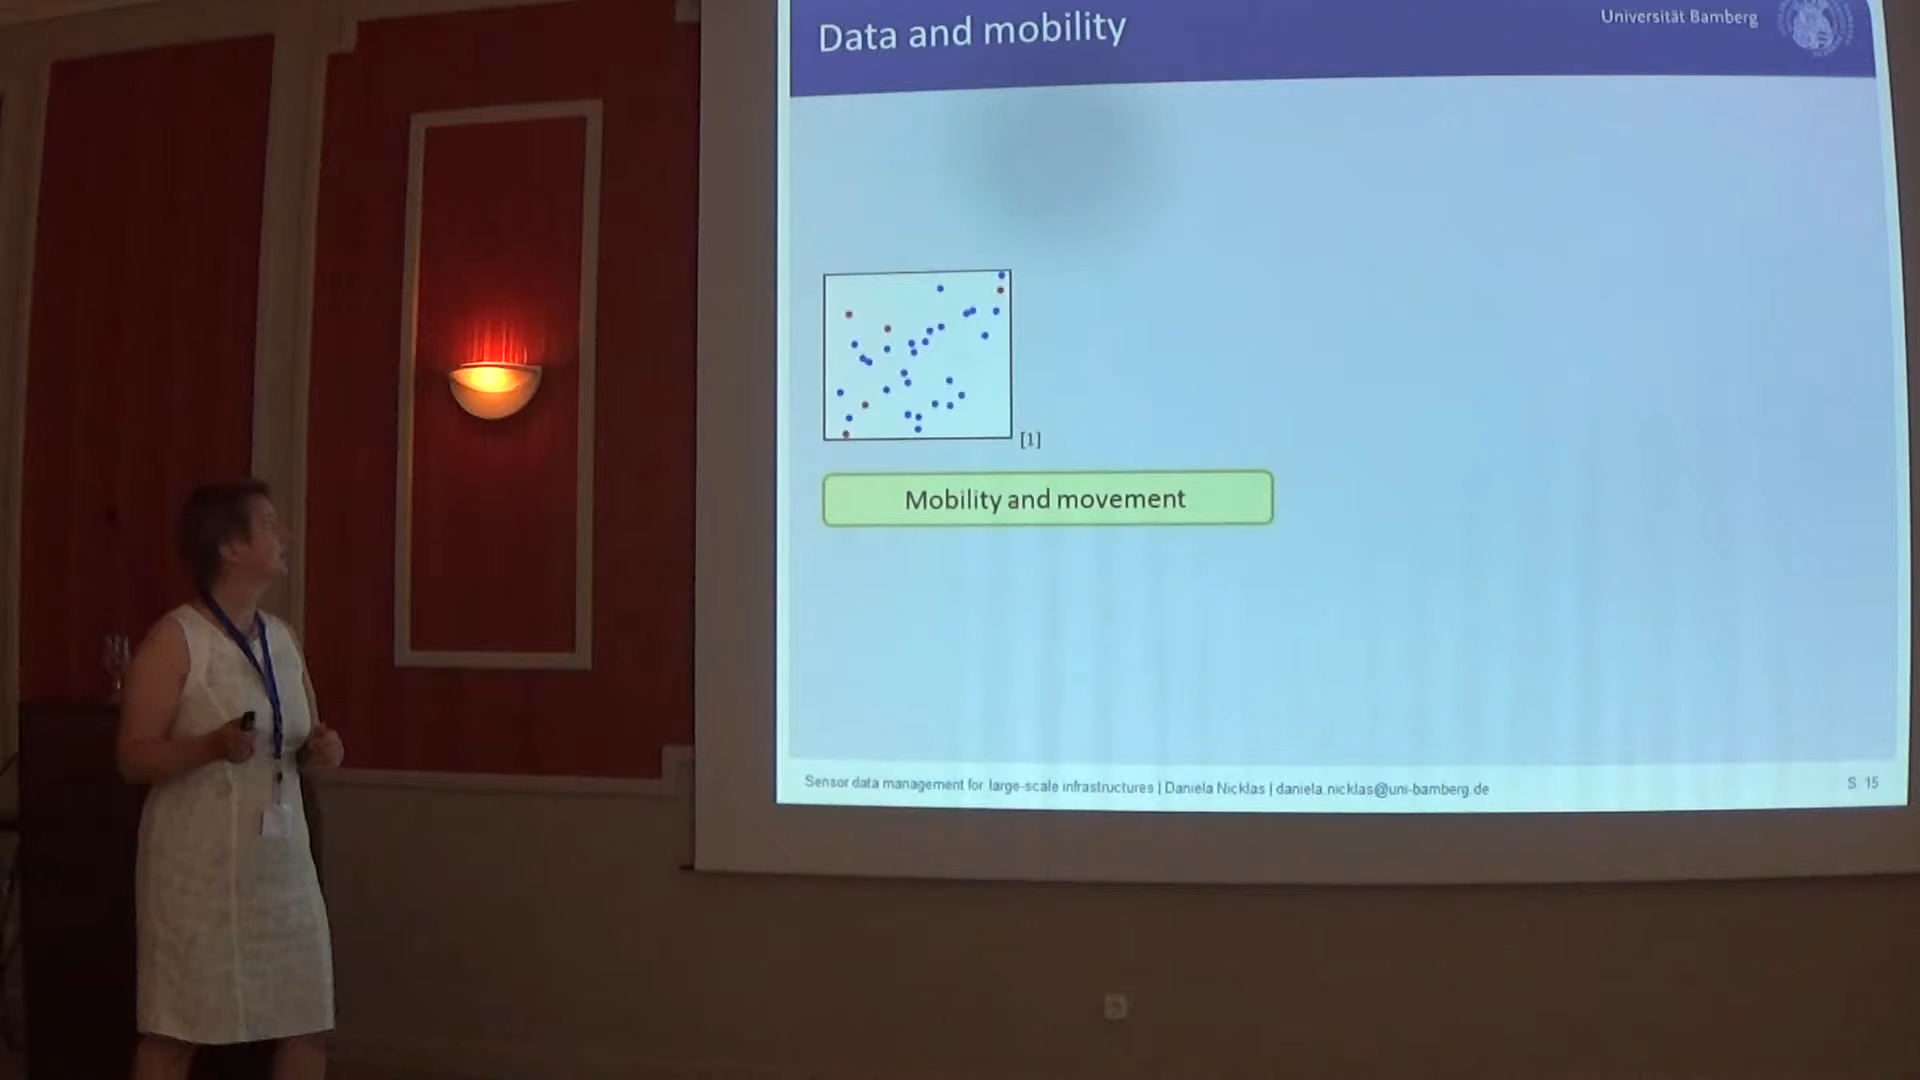 Data and mobility
Universität Bamberg
[1]
Mobility and movement
Sensor data management for large-scale infrastructures | Daniela Nicklas | daniela.nicklas@uni-bamberg.de
S 15